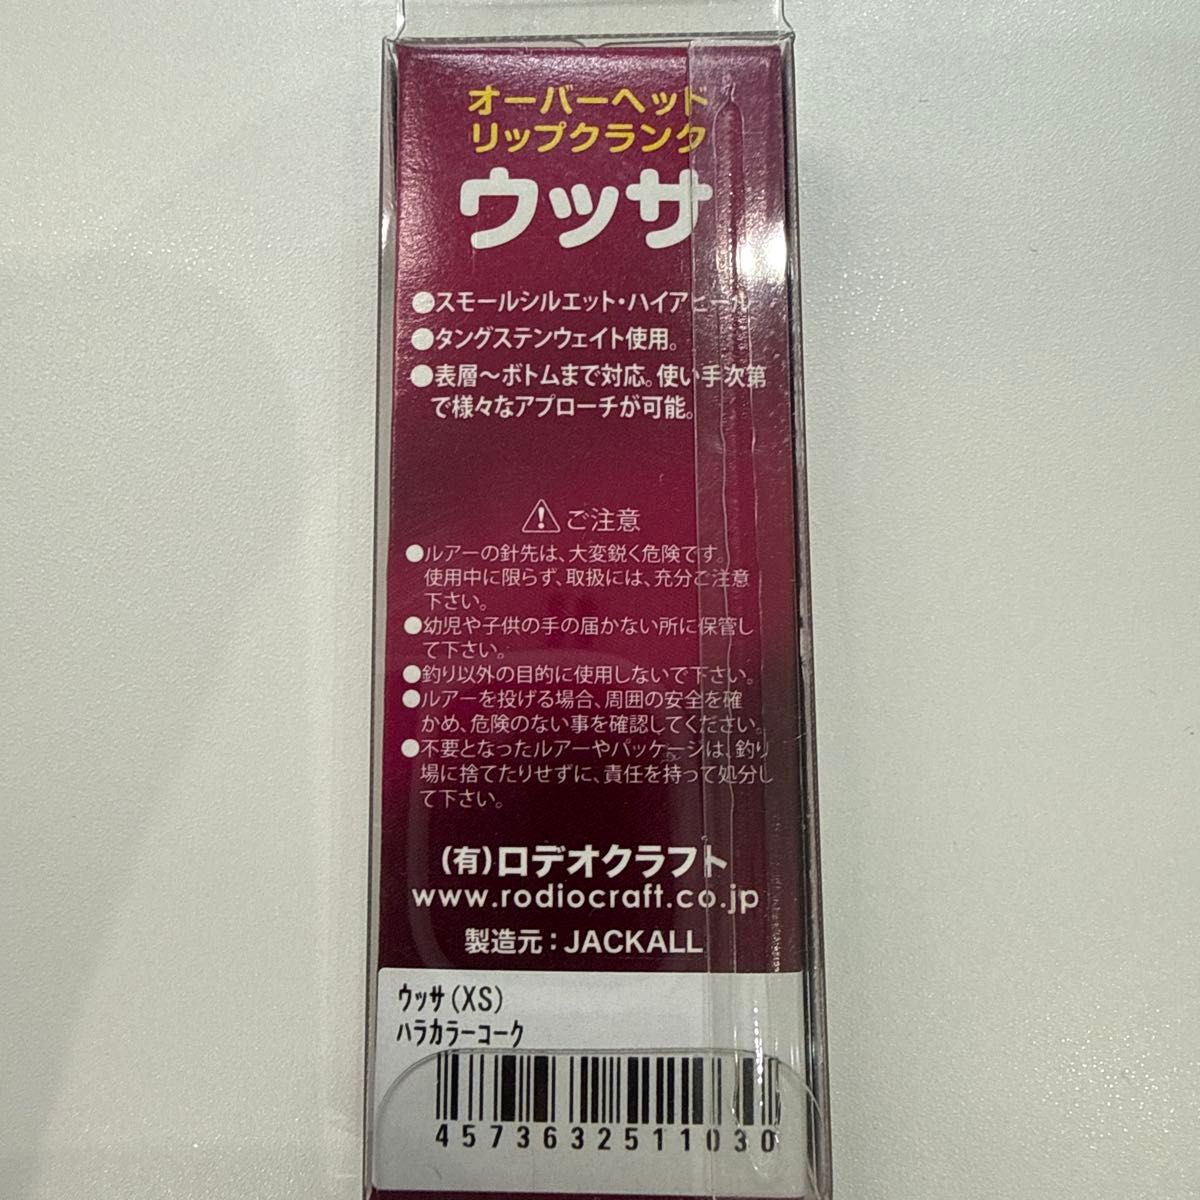 オーバーヘッド
リップクランク
ウッサ
●スモールシルエット・ハイアピール
●タングステンウェイト使用。
●表層～ボトムまで対応。使い手次第
で様々なアプローチが可能。
ご注意
●ルアーの針先は、大変鋭く危険です。
使用中に限らず、取扱には、充分ご注意
下さい。
●幼児や子供の手の届かない所に保管し
て下さい。
●釣り以外の目的に使用しないで下さい。
●ルアーを投げる場合、周囲の安全を確
かめ、危険のない事を確認してください。
●不要となったルアーやパッケージは、釣り
場に捨てたりせずに、責任を持って処分し
て下さい。
(有)ロデオクラフト
www.rodiocraft.co.jp
製造元：JACKALL
ウッサ(XS)
ハラカラーコーク
4573632511030